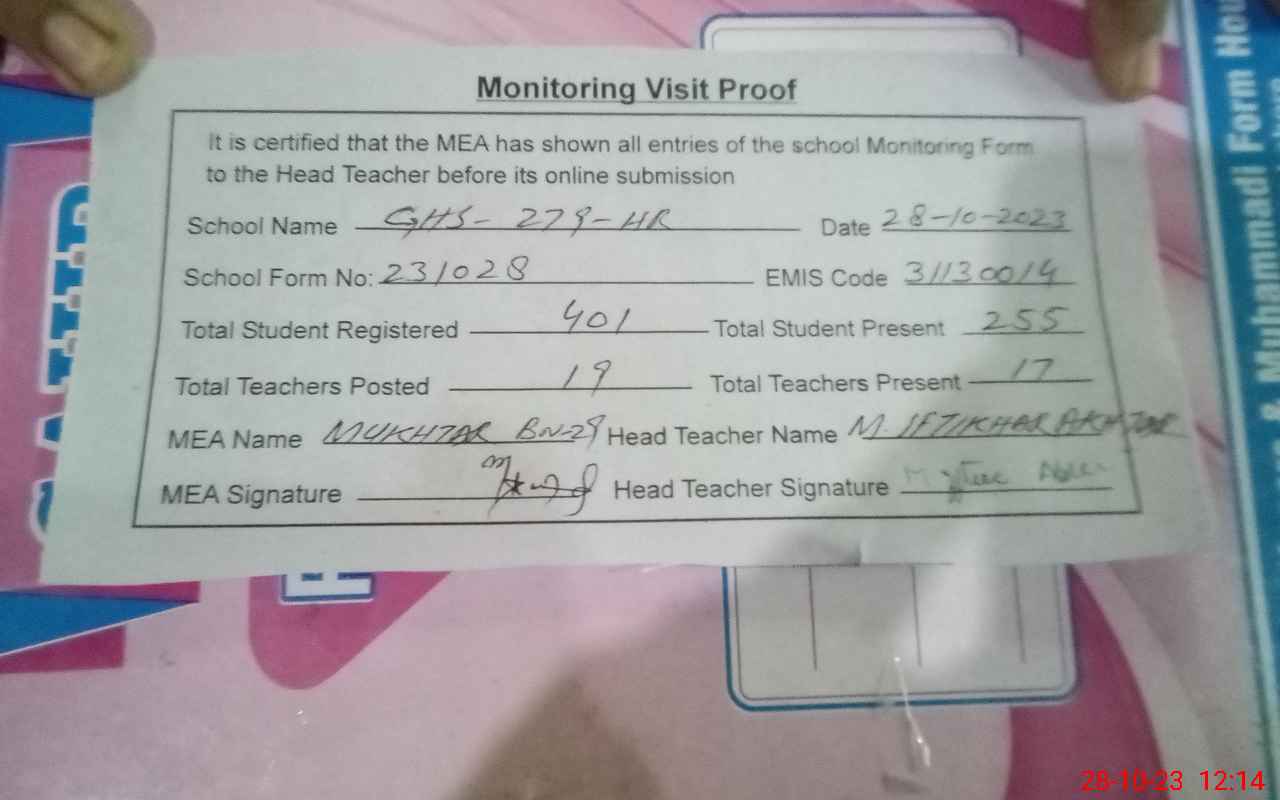 Monitoring Visit Proof
It is certified that the MEA has shown all entries of the school Monitoring Form
to the Head Teacher before its online submission
School Name GHS- 279-HR Date 28-10-2023
School Form No: 231028 EMIS Code 31130014
Total Student Registered 401 Total Student Present 255
Total Teachers Posted 19 Total Teachers Present 17
MEA Name MUKHTAR BN-29 Head Teacher Name M. IFTIKHAR AKHTAR
MEA Signature Head Teacher Signature
Muhammadi Form Hou
28-10-23 12:14